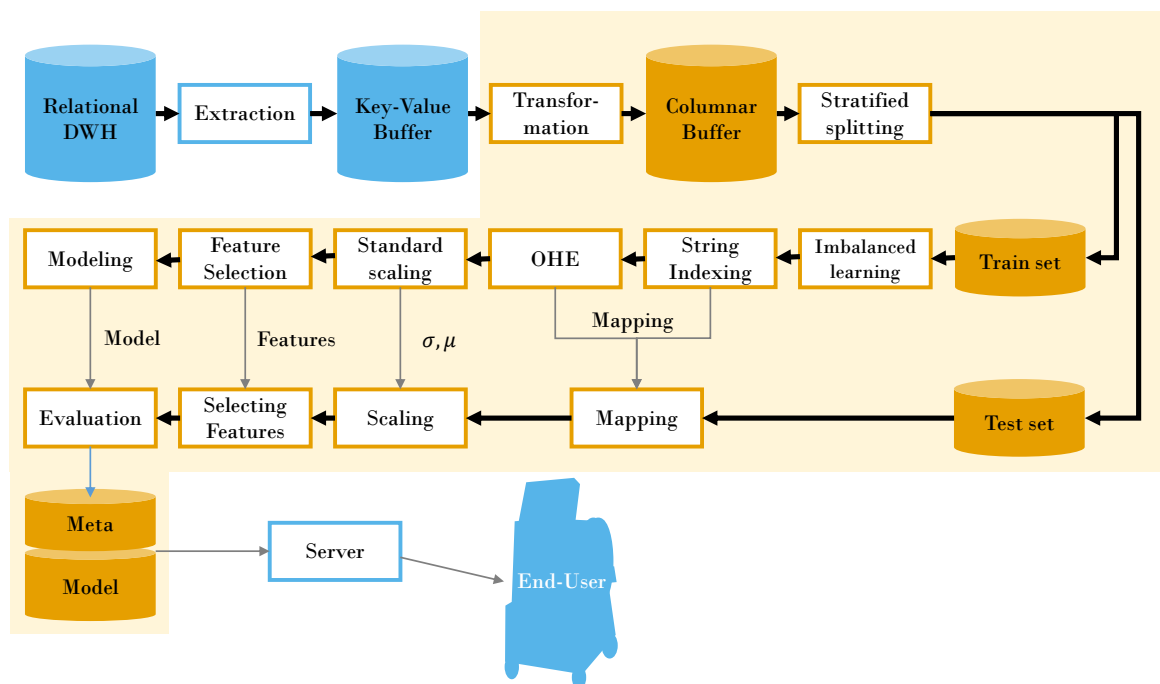 Relational
DWH
Extraction
Key-Value
Buffer
Transfor-
mation
Columnar
Buffer
Stratified
splitting
Modeling
Feature
Selection
Standard
scaling
OHE
String
Indexing
Imbalanced
learning
Train set
Model
Features
σ, μ
Mapping
Evaluation
Selecting
Features
Scaling
Mapping
Test set
Meta
Model
Server
End-User